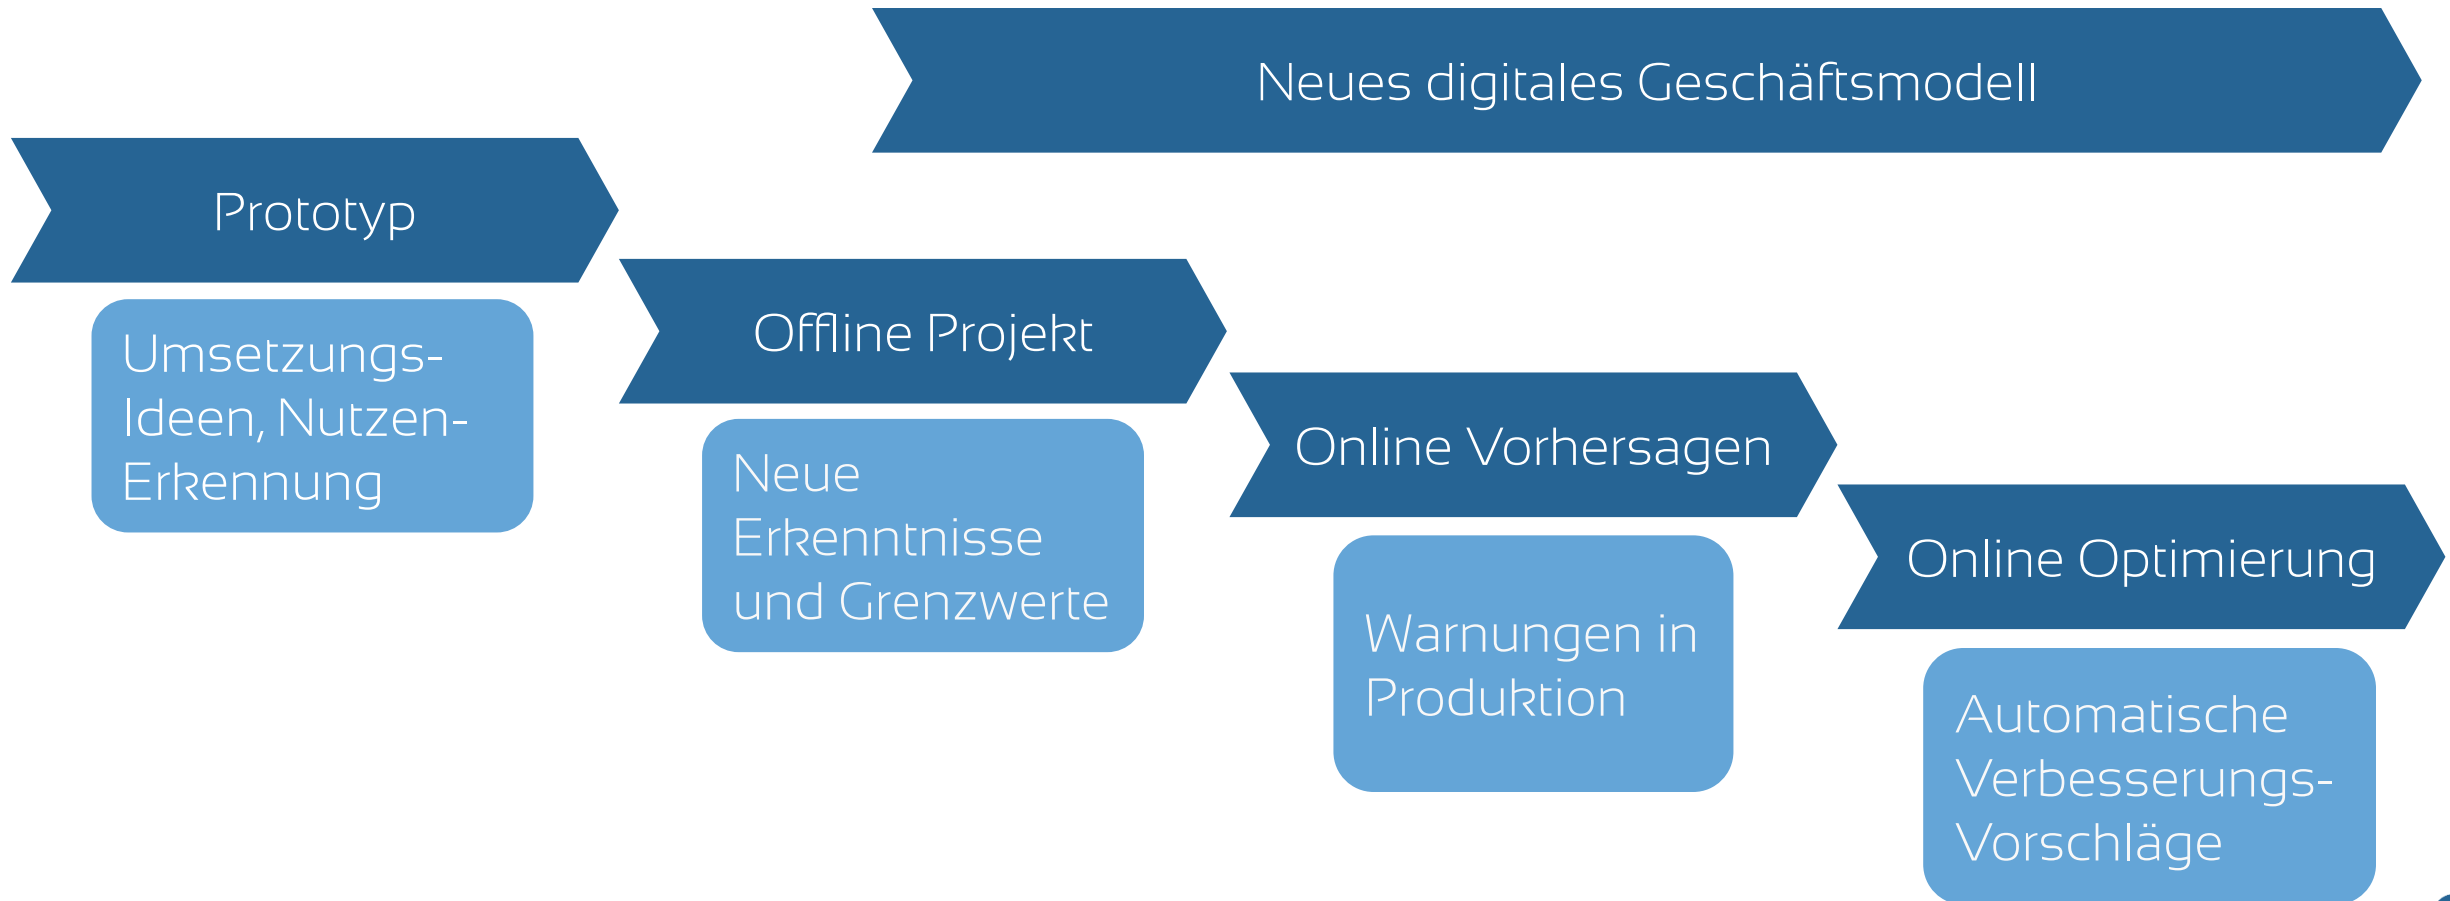 Neues digitales Geschäftsmodell
Prototyp
Umsetzungs-
Ideen, Nutzen-
Erkennung
Offline Projekt
Neue
Erkenntnisse
und Grenzwerte
Online Vorhersagen
Warnungen in
Produktion
Online Optimierung
Automatische
Verbesserungs-
Vorschläge